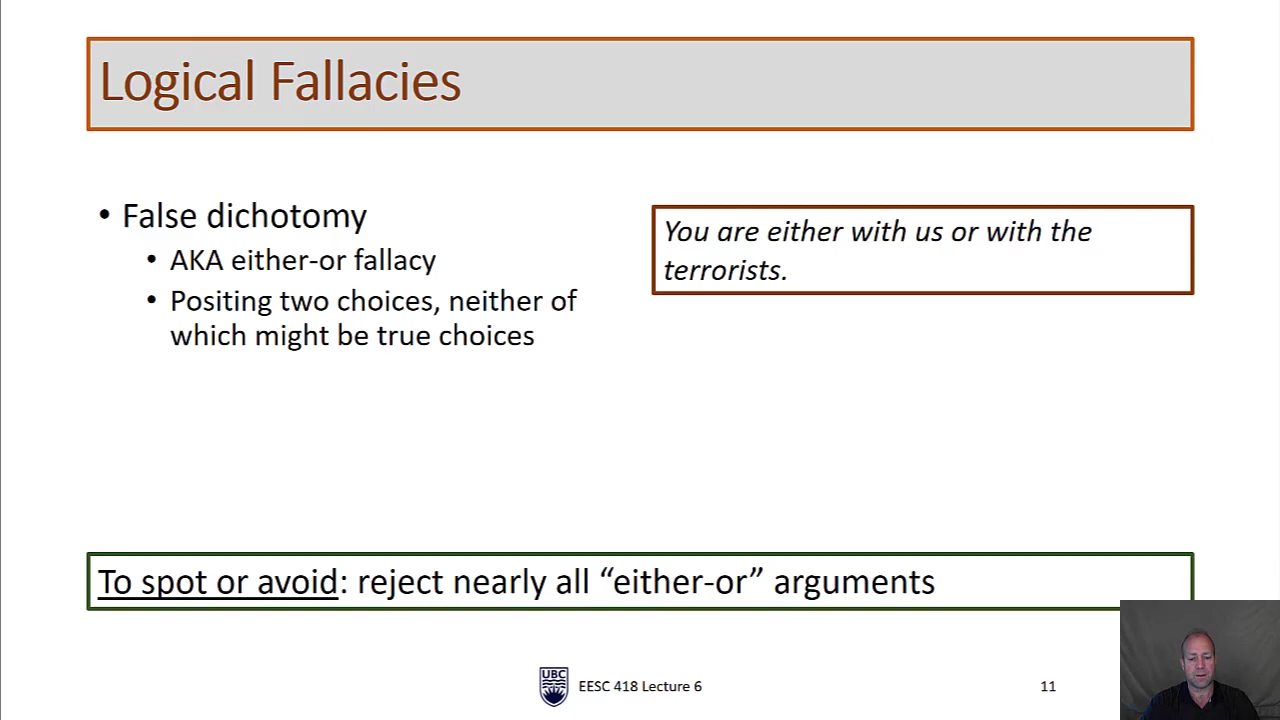 Logical Fallacies
• False dichotomy
• AKA either-or fallacy
• Positing two choices, neither of
which might be true choices
You are either with us or with the
terrorists.
To spot or avoid: reject nearly all “either-or” arguments
UBC
EESC 418 Lecture 6
11